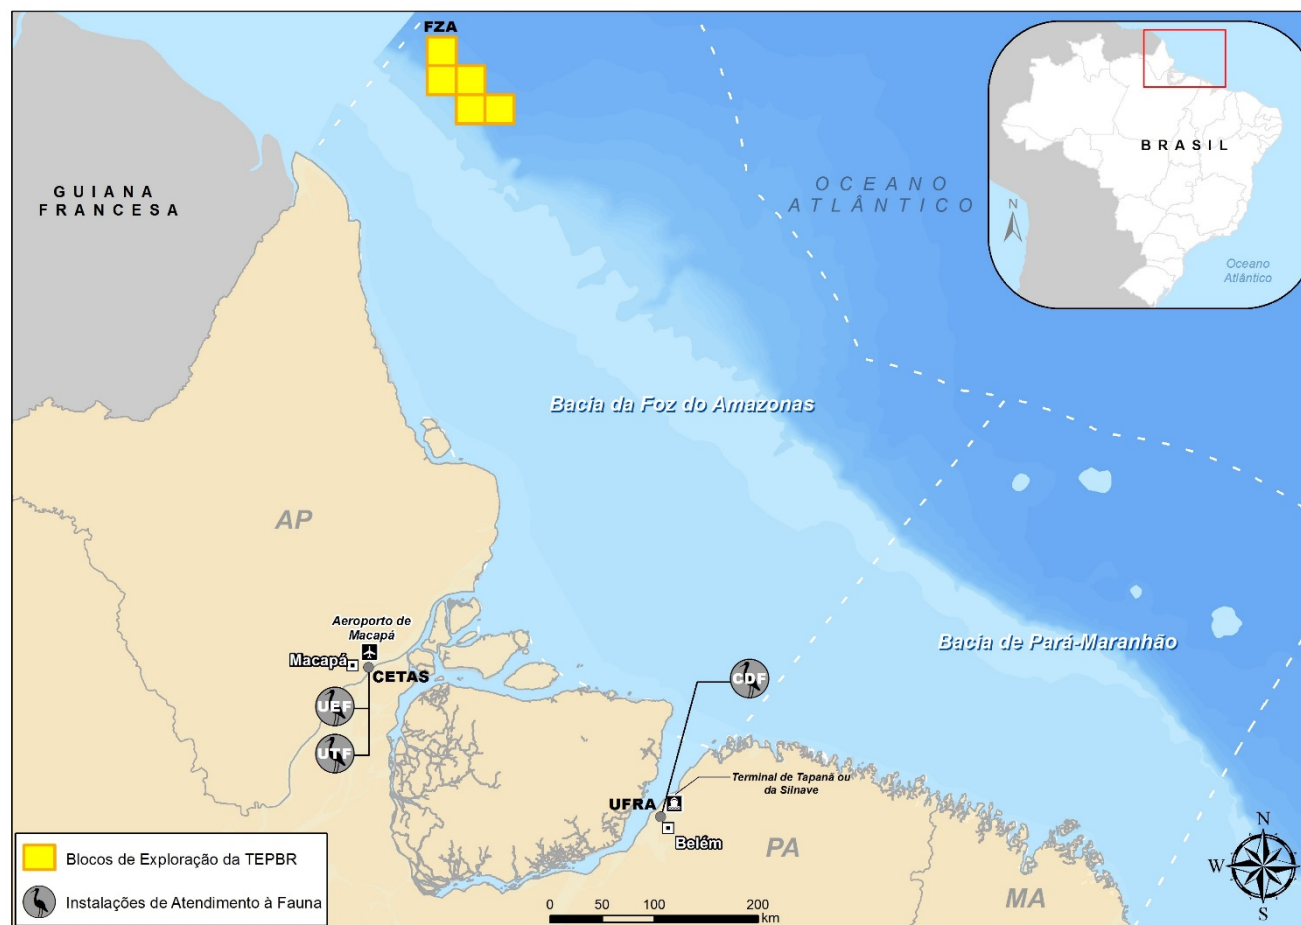 FZA
GUIANA
FRANCESA
OCEANO
ATLÂNTICO
BRASIL
N
Oceano
Atlântico
Bacia da Foz do Amazonas
AP
Aeroporto de
Macapá
Macapá
CETAS
UEF
UTF
CDF
Bacia de Pará-Maranhão
Terminal de Tapanã ou
da Silnave
UFRA
Belém
PA
MA
N
W
E
S
Blocos de Exploração da TEPBR
Instalações de Atendimento à Fauna
0 50 100 200
km